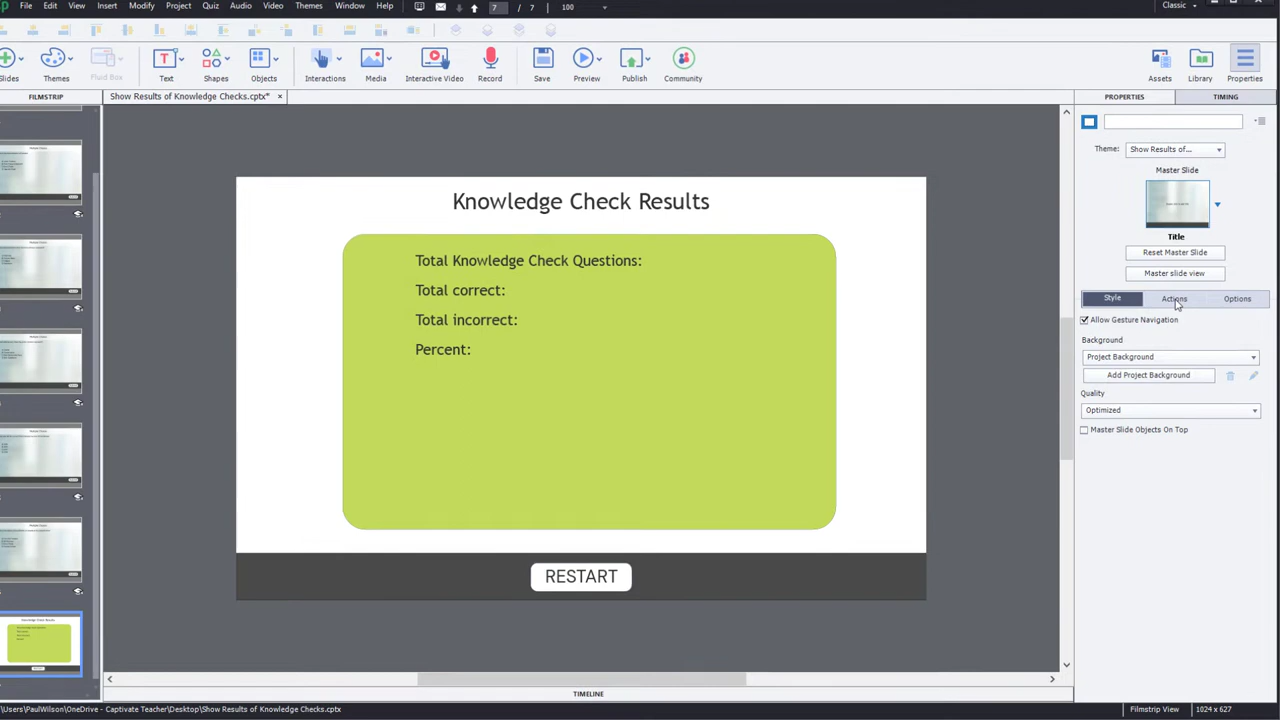 File Edit View Insert Modify Project Quiz Audio Video Themes Window Help 7 / 7 100 Classic
Slides Themes Fluid Box Text Shapes Objects Interactions Media Interactive Video Record Save Preview Publish Community Assets Library Properties
FILMSTRIP Show Results of Knowledge Checks.cptx* × PROPERTIES TIMING
Theme: Show Results of...
Master Slide
Title
Reset Master Slide
Master slide view
Style Actions Options
Allow Gesture Navigation
Background
Project Background
Add Project Background
Quality
Optimized
Master Slide Objects On Top
Knowledge Check Results
Total Knowledge Check Questions:
Total correct:
Total incorrect:
Percent:
RESTART
TIMELINE
\Users\PaulWilson\OneDrive - Captivate Teacher\Desktop\Show Results of Knowledge Checks.cptx Filmstrip View 1024 x 627